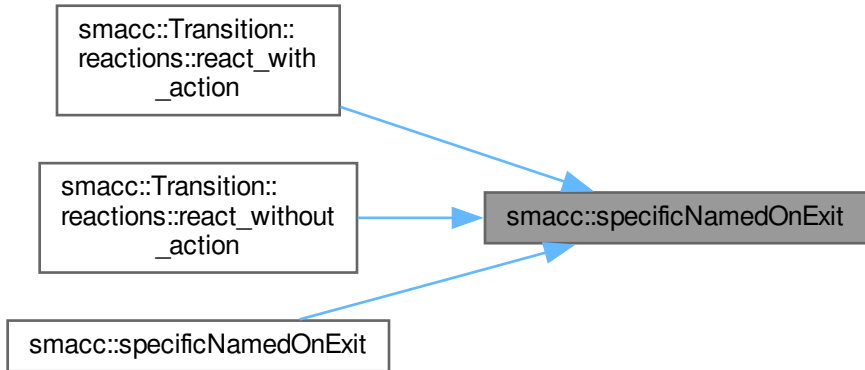 smacc::Transition::
reactions::react_with
_action
smacc::Transition::
reactions::react_without
_action
smacc::specificNamedOnExit
smacc::specificNamedOnExit